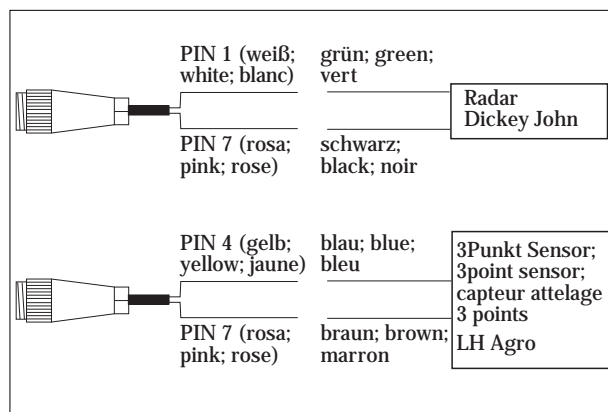 PIN 1 (weiß;
white; blanc)
grün; green;
vert
Radar
Dickey John
PIN 7 (rosa;
pink; rose)
schwarz;
black; noir
PIN 4 (gelb;
yellow; jaune)
blau; blue;
bleu
3Punkt Sensor;
3point sensor;
capteur attelage
3 points
LH Agro
PIN 7 (rosa;
pink; rose)
braun; brown;
marron